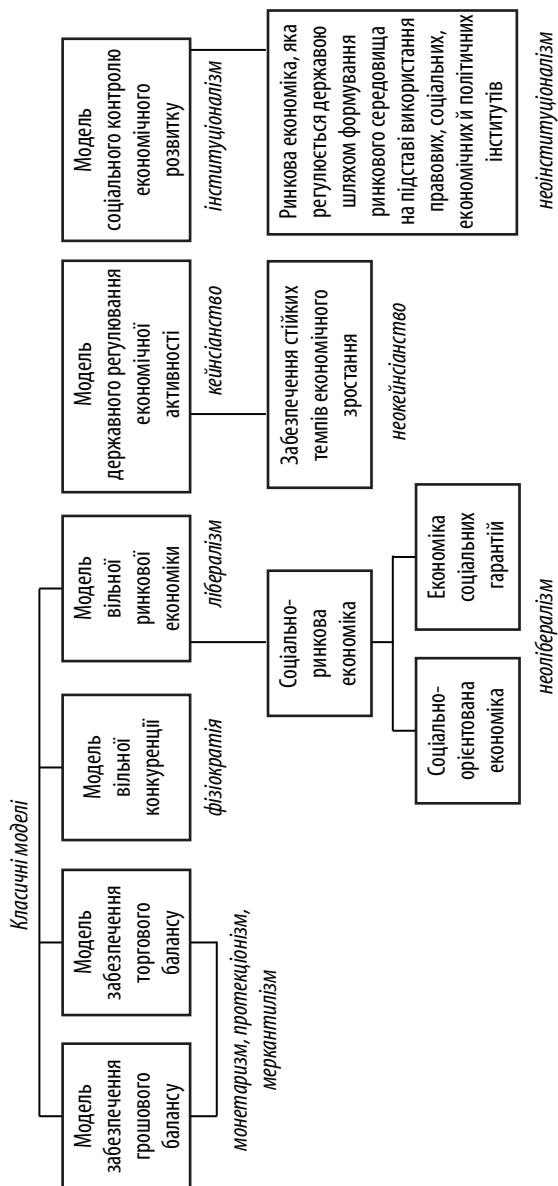 Класичні моделі
Модель
забезпечення
грошового
балансу
Модель
забезпечення
торгового
балансу
монетаризм, протекціонізм,
меркантилізм
Модель
вільної
конкуренції
фізіократія
Модель
вільної
ринкової
економіки
лібералізм
Соціально-
ринкова
економіка
Соціально-
орієнтована
економіка
Економіка
соціальних
гарантій
неолібералізм
Модель
державного регулювання
економічної
активності
кейнсіанство
Забезпечення стійких
темпів економічного
зростання
неокейнсіанство
Модель
соціального контролю
економічного
розвитку
інституціоналізм
Ринкова економіка, яка
регулюється державою
шляхом формування
ринкового середовища
на підставі використання
правових, соціальних,
економічних й політичних
інститутів
неоінституціоналізм